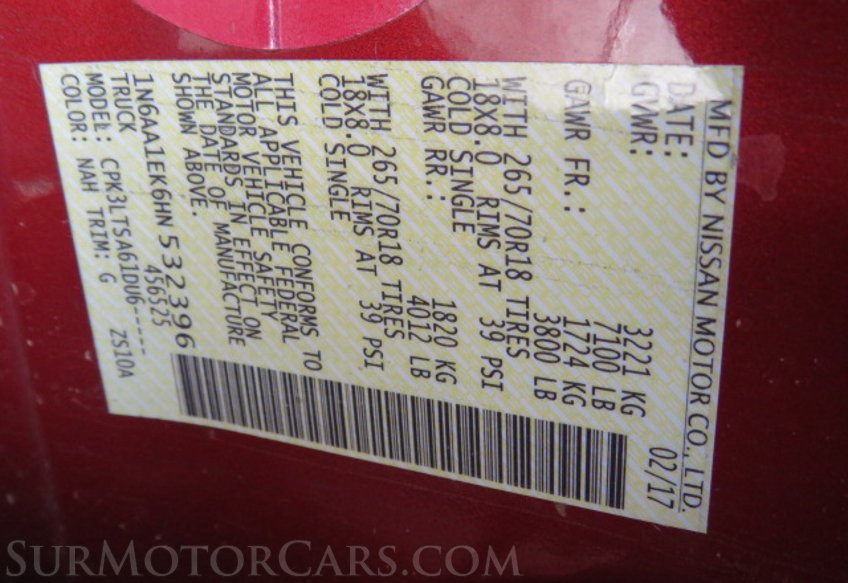 MFD BY NISSAN MOTOR CO., LTD.
DATE: 02/17
GVWR: 3221 KG
7100 LB
GAWR FR.: 1724 KG
3800 LB
WITH 265/70R18 TIRES
18X8.0 RIMS AT 39 PSI
COLD SINGLE
GAWR RR.: 1820 KG
4012 LB
WITH 265/70R18 TIRES
18X8.0 RIMS AT 39 PSI
COLD SINGLE
THIS VEHICLE CONFORMS TO
ALL APPLICABLE FEDERAL
MOTOR VEHICLE SAFETY
STANDARDS IN EFFECT ON
THE DATE OF MANUFACTURE
SHOWN ABOVE.
1N6AA1EK6HN532396
TRUCK 456525
MODEL: CPK3LTSA61DU6-----
COLOR: NAH TRIM: G ZS10A
SurMotorCars.com